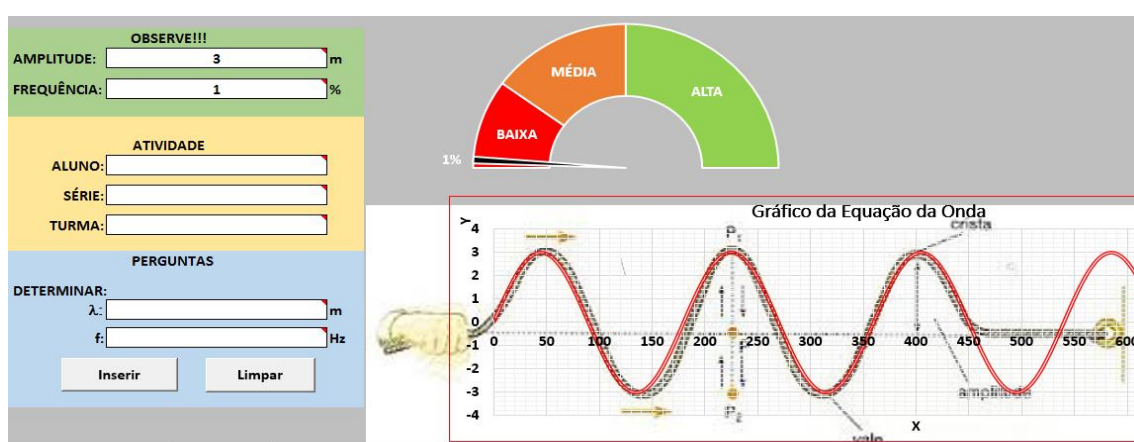 OBSERVE!!!
AMPLITUDE: 3 m
FREQUÊNCIA: 1 %
ATIVIDADE
ALUNO:
SÉRIE:
TURMA:
PERGUNTAS
DETERMINAR:
λ: m
f: Hz
Inserir Limpar
BAIXA
MÉDIA
ALTA
1%
Gráfico da Equação da Onda
Y
4
3
2
1
0
-1
-2
-3
-4
0 50 100 150 200 250 300 350 400 450 500 550 600
X
crista
amplitude
vale